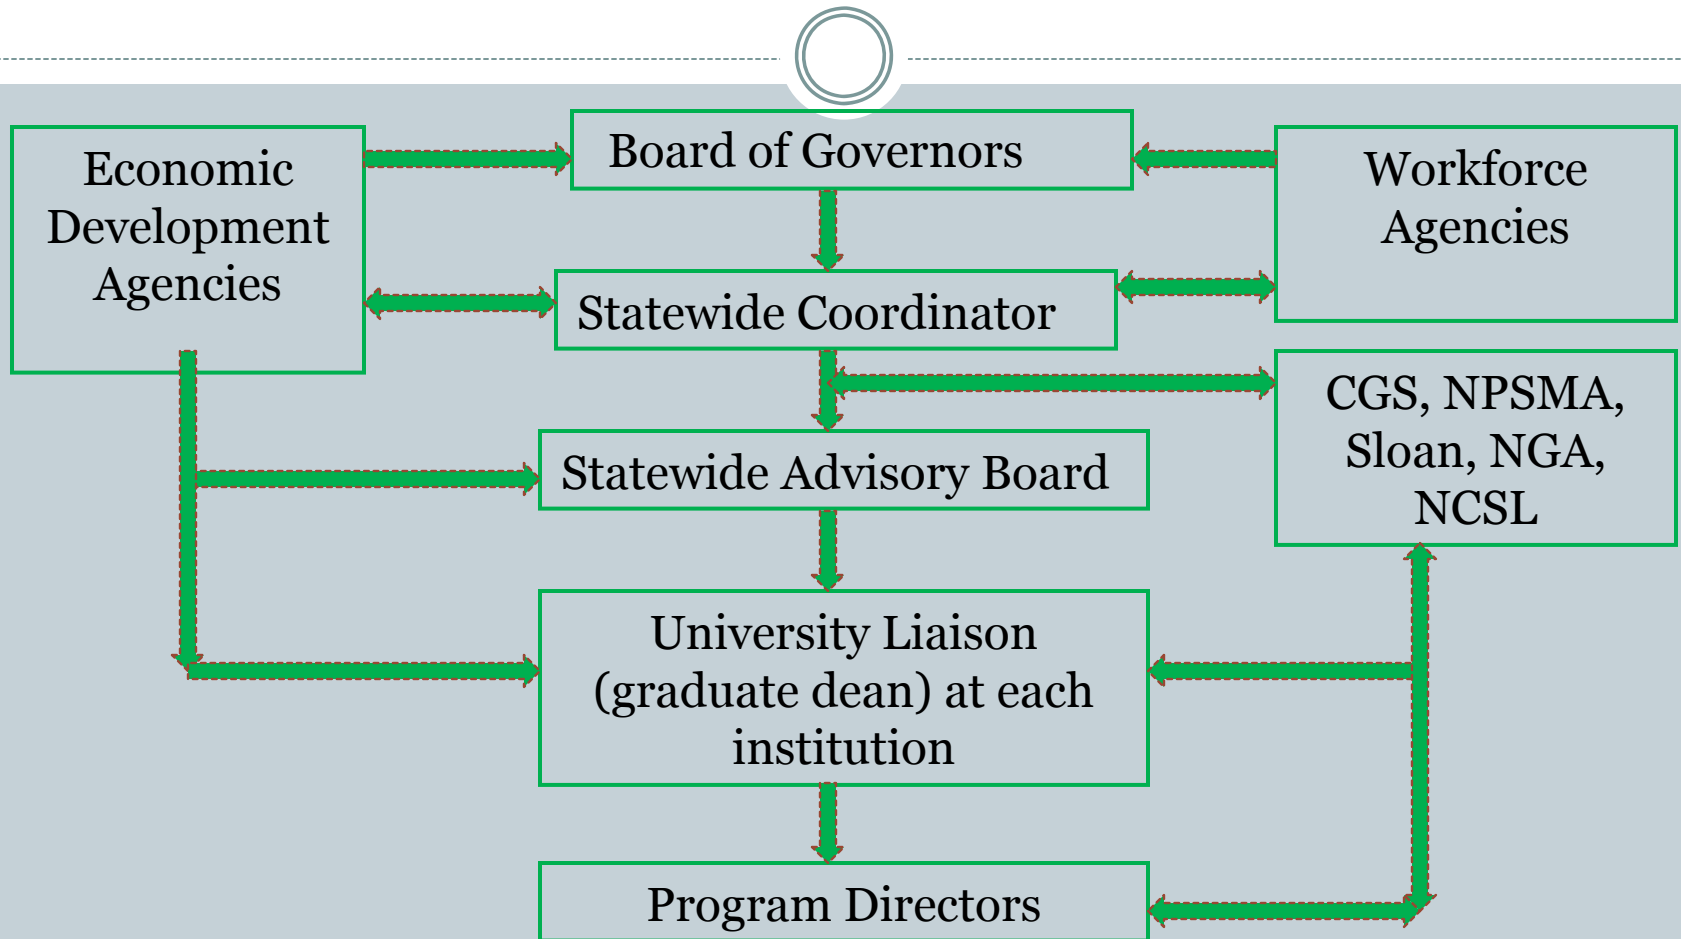 Economic
Development
Agencies
Board of Governors
Workforce
Agencies
Statewide Coordinator
CGS, NPSMA,
Sloan, NGA,
NCSL
Statewide Advisory Board
University Liaison
(graduate dean) at each
institution
Program Directors